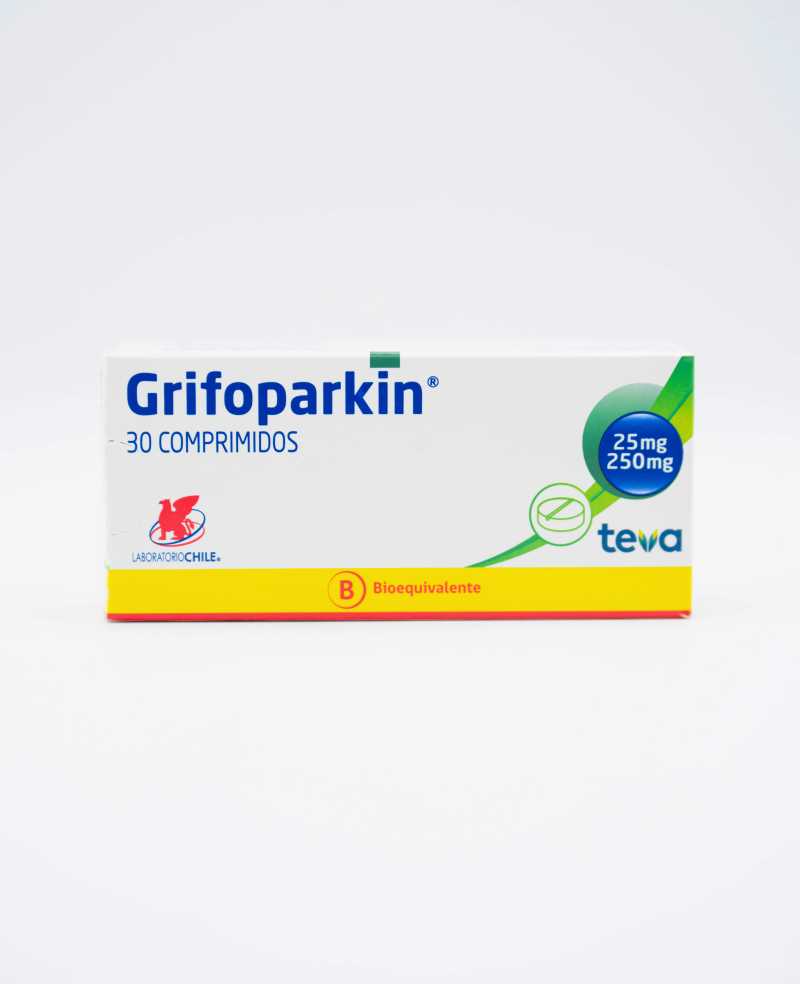 Grifoparkin®
30 COMPRIMIDOS
25mg
250mg
LABORATORIOCHILE®
teva
B Bioequivalente